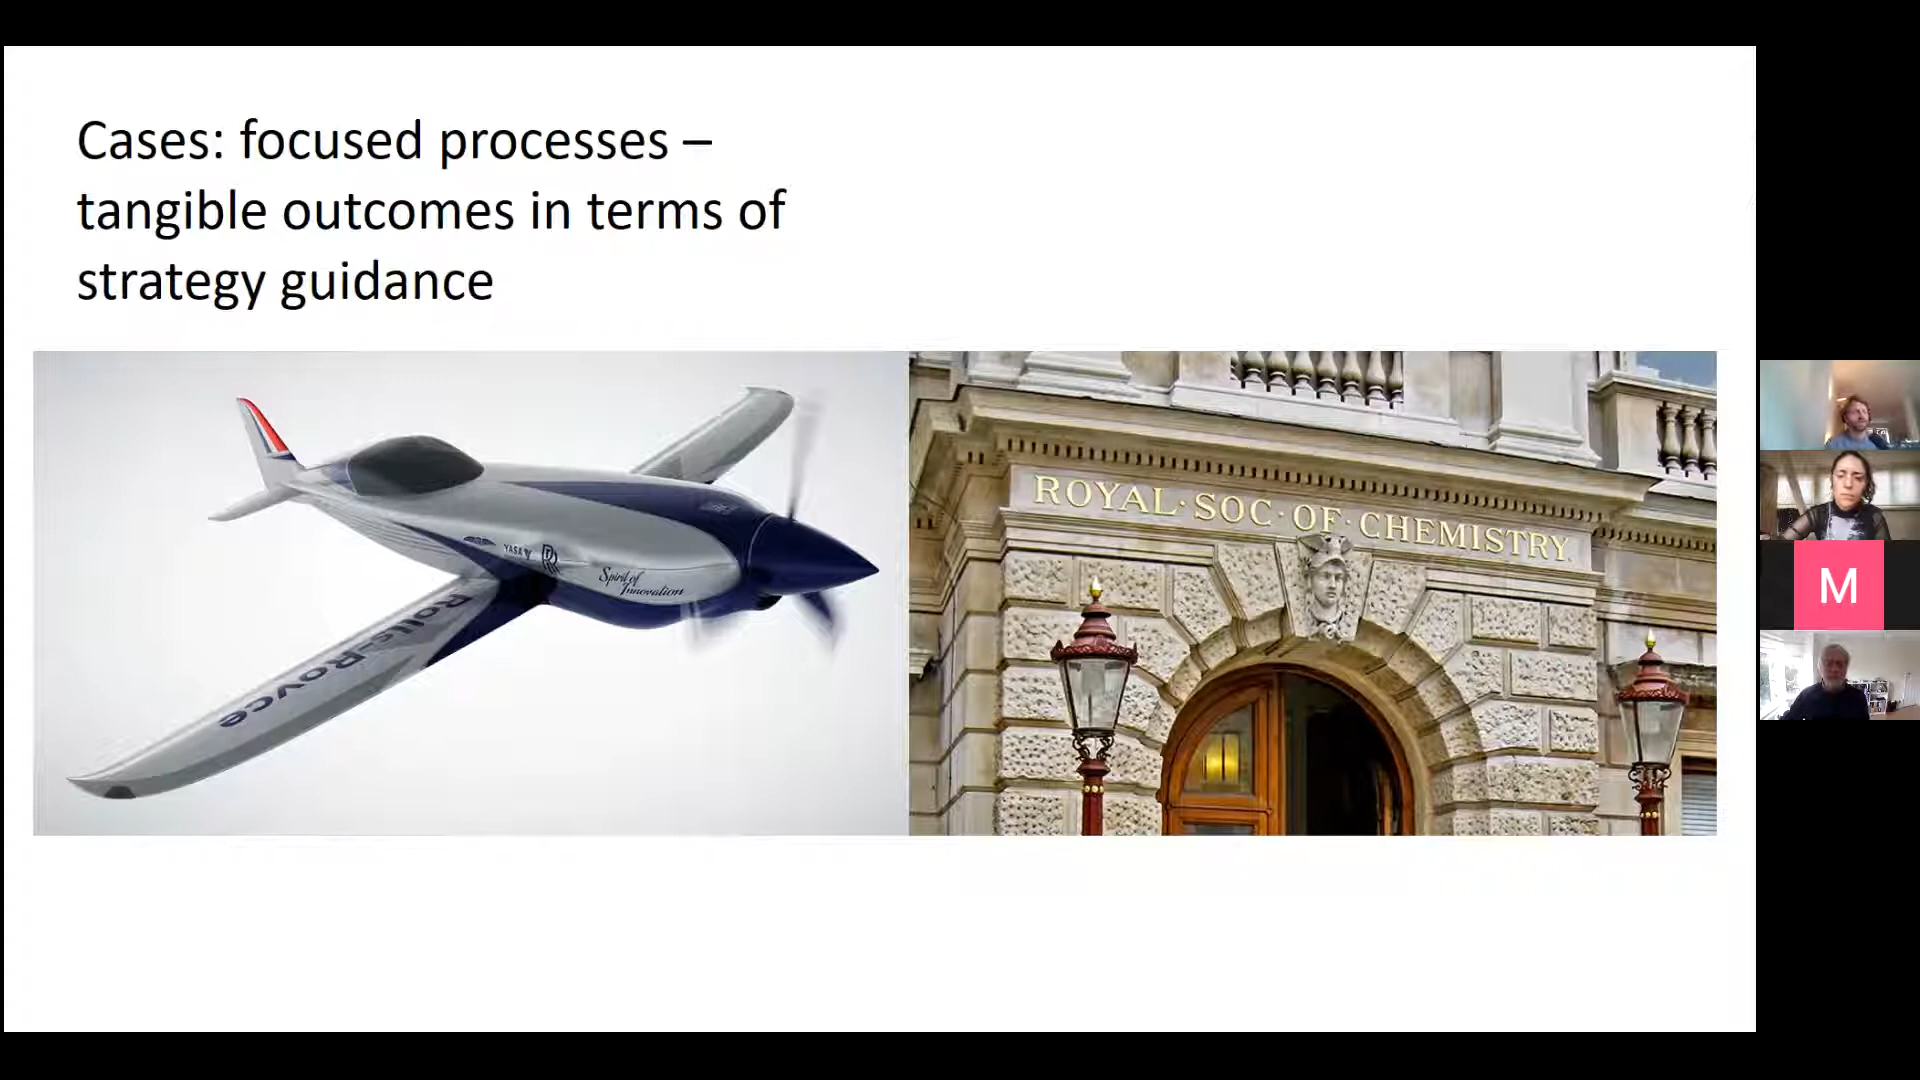 Cases: focused processes –
tangible outcomes in terms of
strategy guidance
YASA
RR
Spirit of
Innovation
Rolls-Royce
ROYAL·SOC·OF·CHEMISTRY
M